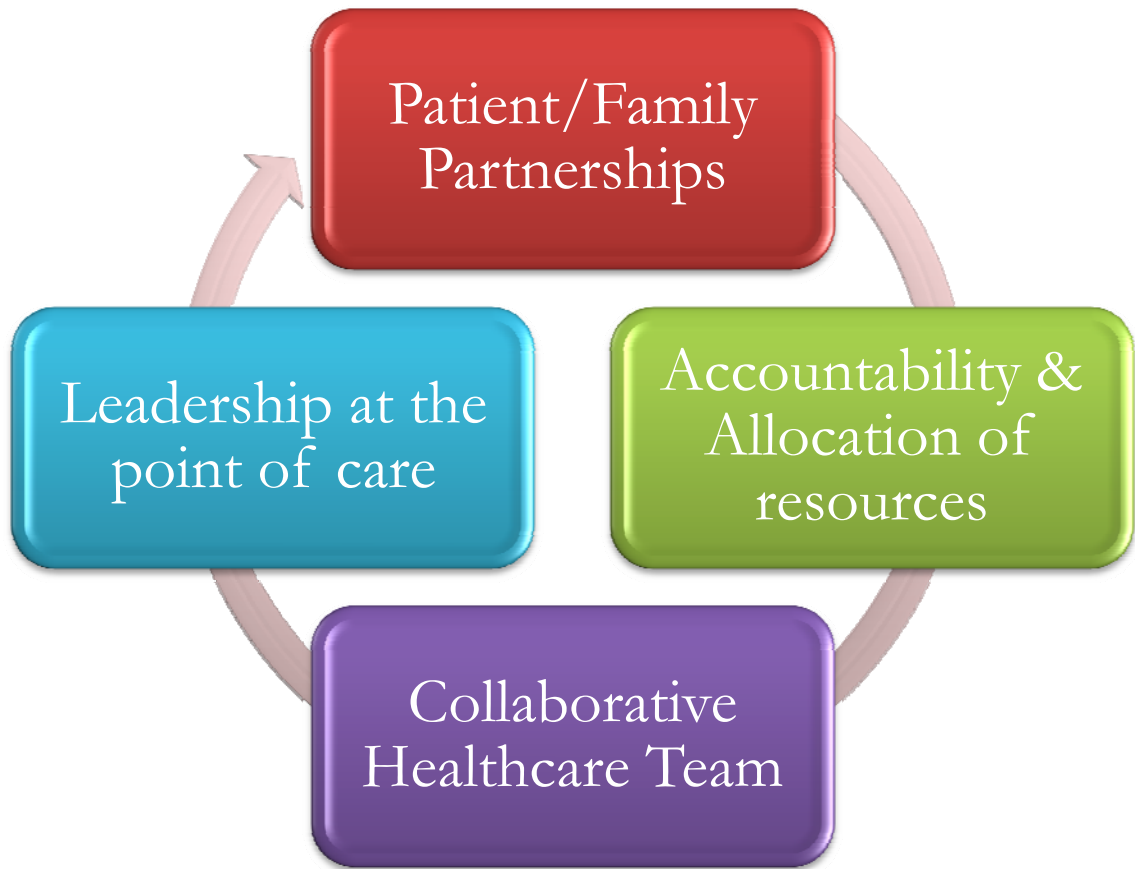 Patient/Family
Partnerships
Accountability &
Allocation of
resources
Collaborative
Healthcare Team
Leadership at the
point of care